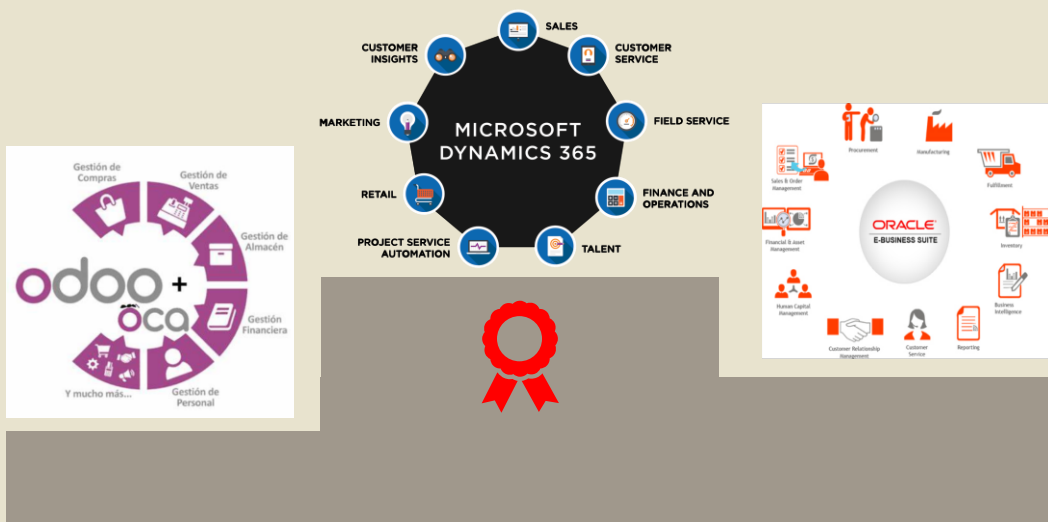 Gestión de
Compras
Gestión de
Ventas
Gestión de
Almacén
odoo +
oca
Gestión
Financiera
Y mucho más...
Gestión de
Personal
SALES
CUSTOMER
INSIGHTS
CUSTOMER
SERVICE
MARKETING
MICROSOFT
DYNAMICS 365
FIELD SERVICE
RETAIL
FINANCE AND
OPERATIONS
PROJECT SERVICE
AUTOMATION
TALENT
Procurement
Manufacturing
Sales & Order
Management
Fulfillment
ORACLE
E-BUSINESS SUITE
Financial & Asset
Management
Inventory
Human Capital
Management
Business
Intelligence
Customer Relationship
Management
Customer
Service
Reporting